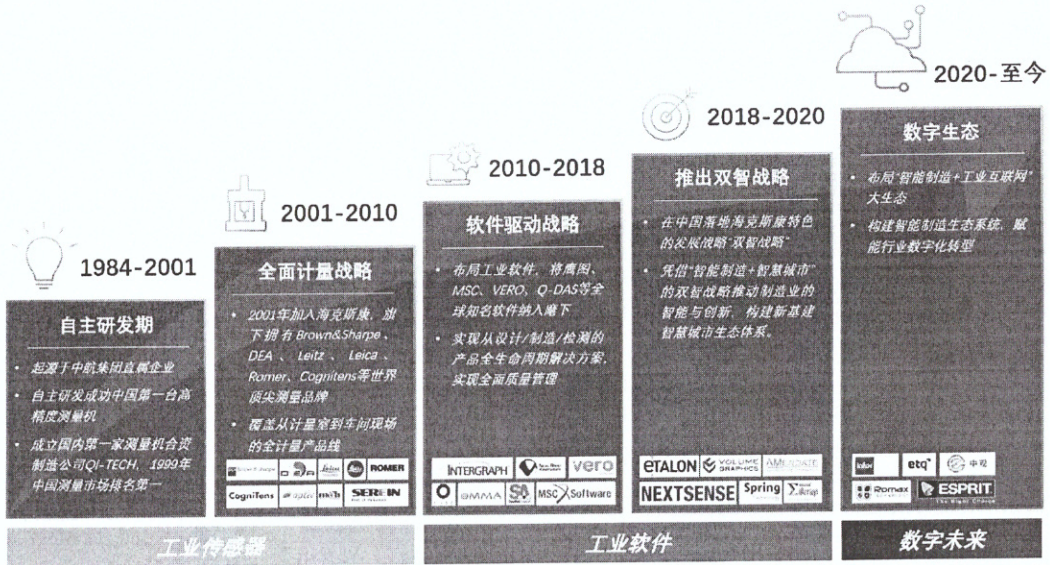 1984-2001
自主研发期
• 起源于中航集团直属企业
• 自主研发成功中国第一台高
精度测量机
• 成立国内第一家测量机合资
制造公司QI-TECH，1999年
中国测量市场排名第一
2001-2010
全面计量战略
• 2001年加入海克斯康，旗
下拥有Brown&Sharpe、
DEA、Leitz、Leica、
Romer、Cognitens等世界
顶尖测量品牌
• 覆盖从计量室到车间现场
的全计量产品线
ROMER
CogniTens
m&h
SEREIN
2010-2018
软件驱动战略
• 布局工业软件，将鹰图、
MSC、VERO、Q-DAS等全
球知名软件纳入麾下
• 实现从设计/制造/检测的
产品全生命周期解决方案，
实现全面质量管理
INTERGRAPH
vero
SA
MSC Software
2018-2020
推出双智战略
• 在中国落地海克斯康特色
的发展战略“双智战略”
• 凭借“智能制造+智慧城市”
的双智战略推动制造业的
智能与创新，构建新基建
智慧城市生态体系。
eTALON
VOLUME
GRAPHICS
AMENDATE
NEXTSENSE
Spring
2020-至今
数字生态
• 布局“智能制造+工业互联网”
大生态
• 构建智能制造生态系统，赋
能行业数字化转型
infor
etq
中观
Romax
ESPRIT
The Right Choice
工业传感器
工业软件
数字未来